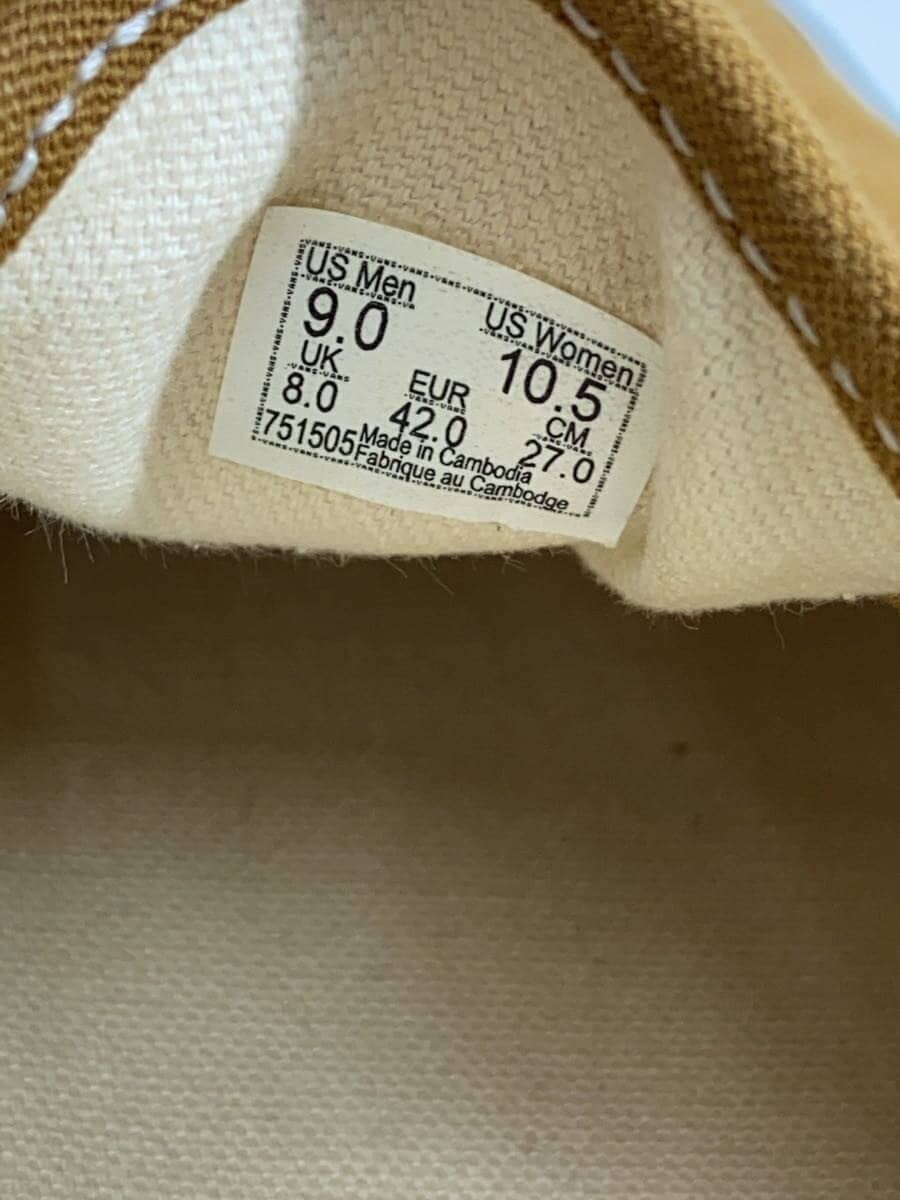 US Men
9.0
US Women
10.5
UK
8.0
EUR
42.0
CM
27.0
751505
Made in Cambodia
Fabrique au Cambodge